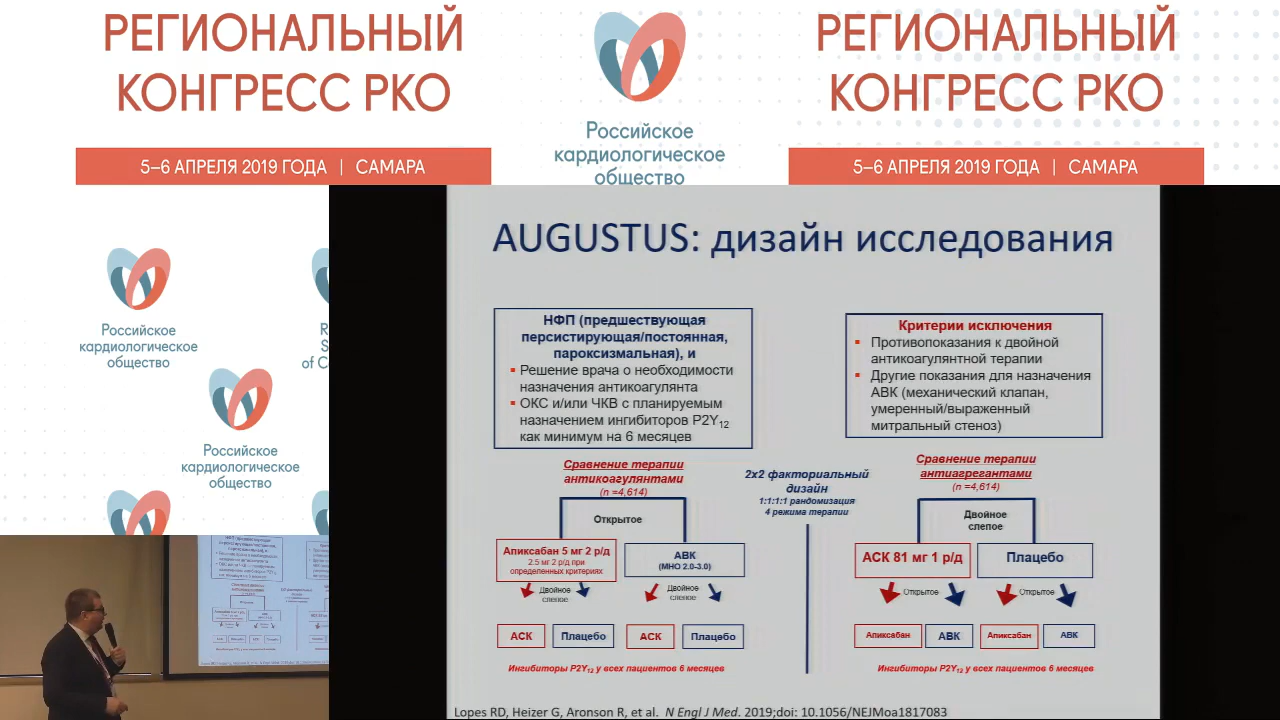 РЕГИОНАЛЬНЫЙ
КОНГРЕСС РКО
5–6 АПРЕЛЯ 2019 ГОДА | САМАРА
Российское
кардиологическое
общество
РЕГИОНАЛЬНЫЙ
КОНГРЕСС РКО
5–6 АПРЕЛЯ 2019 ГОДА | САМАРА
Российское
кардиологическое
общество
R
S
of C
Российское
кардиологическое
общество
AUGUSTUS: дизайн исследования
НФП (предшествующая
персистирующая/постоянная,
пароксизмальная), и
▪ Решение врача о необходимости
назначения антикоагулянта
▪ ОКС и/или ЧКВ с планируемым
назначением ингибиторов P2Y12
как минимум на 6 месяцев
Критерии исключения
▪ Противопоказания к двойной
антикоагулянтной терапии
▪ Другие показания для назначения
АВК (механический клапан,
умеренный/выраженный
митральный стеноз)
Сравнение терапии
антикоагулянтами
(n =4,614)
Открытое
Апиксабан 5 мг 2 р/д
2.5 мг 2 р/д при
определенных критериях
АВК
(МНО 2.0-3.0)
Двойное
слепое
Двойное
слепое
АСК
Плацебо
АСК
Плацебо
Ингибиторы P2Y12 у всех пациентов 6 месяцев
2x2 факториальный
дизайн
1:1:1:1 рандомизация
4 режима терапии
Сравнение терапии
антиагрегантами
(n =4,614)
Двойное
слепое
АСК 81 мг 1 р/д
Плацебо
Открытое
Открытое
Апиксабан
АВК
Апиксабан
АВК
Ингибиторы P2Y12 у всех пациентов 6 месяцев
Lopes RD, Heizer G, Aronson R, et al. N Engl J Med. 2019;doi: 10.1056/NEJMoa1817083